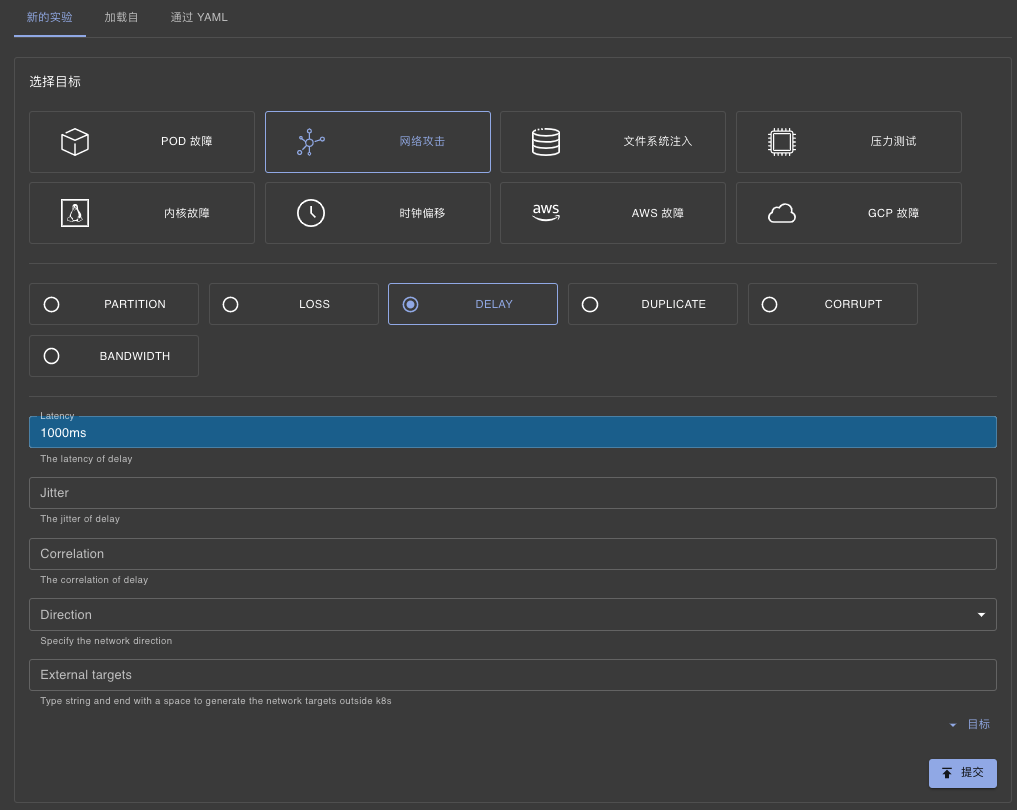 新的实验 加载自 通过 YAML
选择目标
POD 故障 网络攻击 文件系统注入 压力测试
内核故障 时钟偏移 aws AWS 故障 GCP 故障
PARTITION LOSS DELAY DUPLICATE CORRUPT
BANDWIDTH
Latency
1000ms
The latency of delay
Jitter
The jitter of delay
Correlation
The correlation of delay
Direction
Specify the network direction
External targets
Type string and end with a space to generate the network targets outside k8s
目标
提交